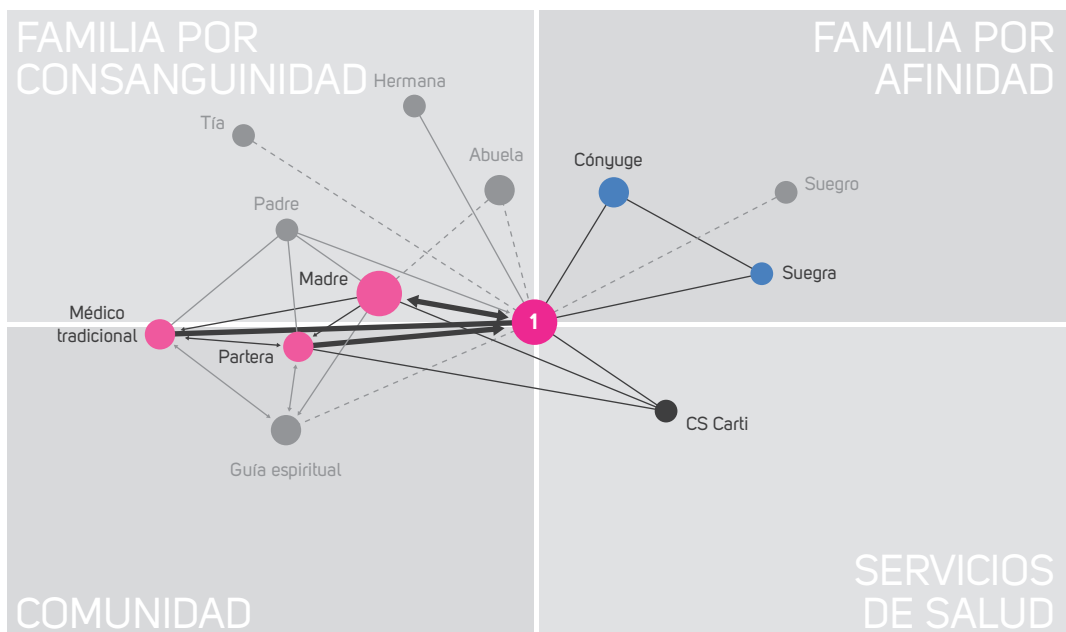 FAMILIA POR
CONSANGUINIDAD
FAMILIA POR
AFINIDAD
Hermana
Tía
Abuela
Cónyuge
Suegro
Padre
Madre
Suegra
Médico
tradicional
1
Partera
CS Carti
Guía espiritual
COMUNIDAD
SERVICIOS
DE SALUD